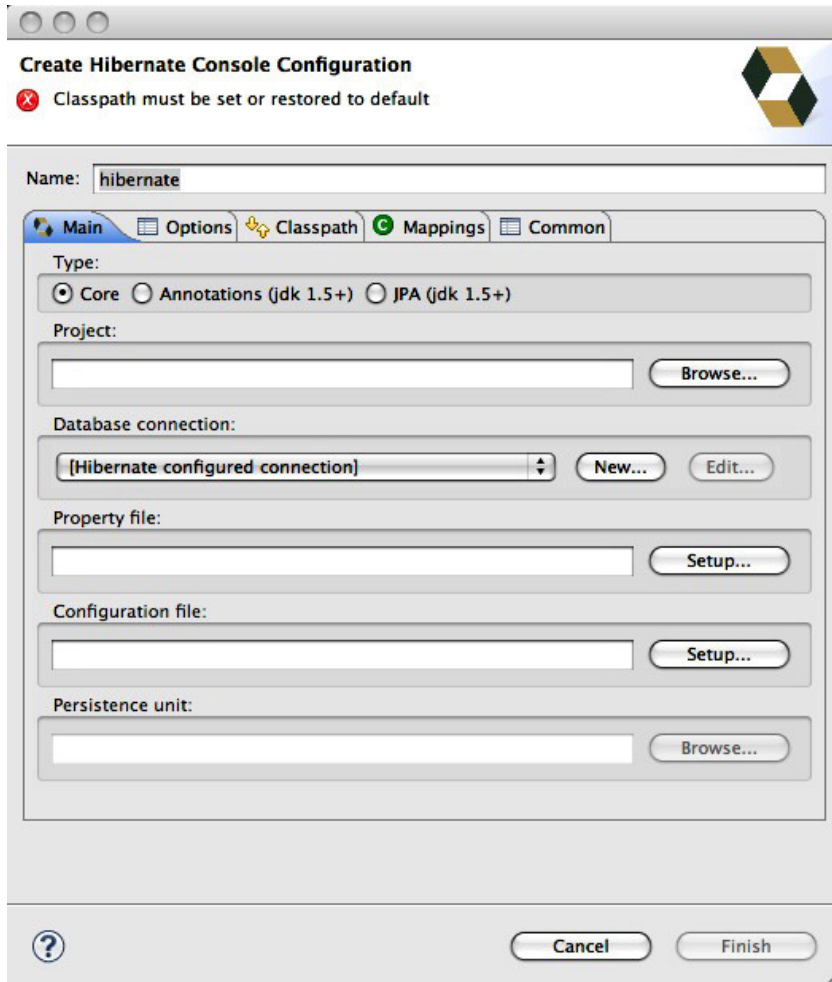 Create Hibernate Console Configuration
Classpath must be set or restored to default
Name: hibernate
Main Options Classpath C Mappings Common
Type:
Core Annotations (jdk 1.5+) JPA (jdk 1.5+)
Project:
Browse...
Database connection:
[Hibernate configured connection] New... Edit...
Property file:
Setup...
Configuration file:
Setup...
Persistence unit:
Browse...
? Cancel Finish